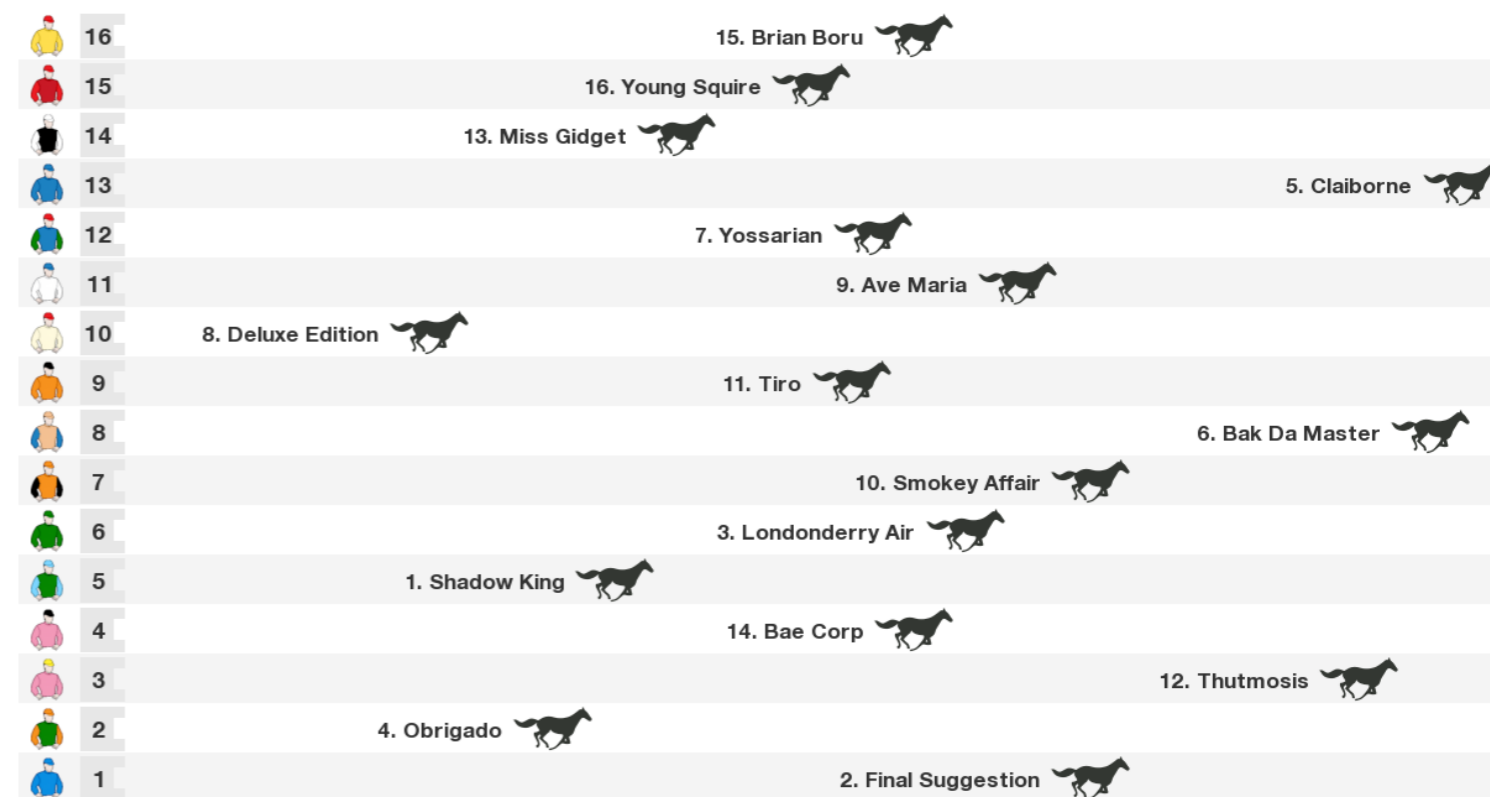 16 15. Brian Boru
15 16. Young Squire
14 13. Miss Gidget
13 5. Claiborne
12 7. Yossarian
11 9. Ave Maria
10 8. Deluxe Edition
9 11. Tiro
8 6. Bak Da Master
7 10. Smokey Affair
6 3. Londonderry Air
5 1. Shadow King
4 14. Bae Corp
3 12. Thutmosis
2 4. Obrigado
1 2. Final Suggestion